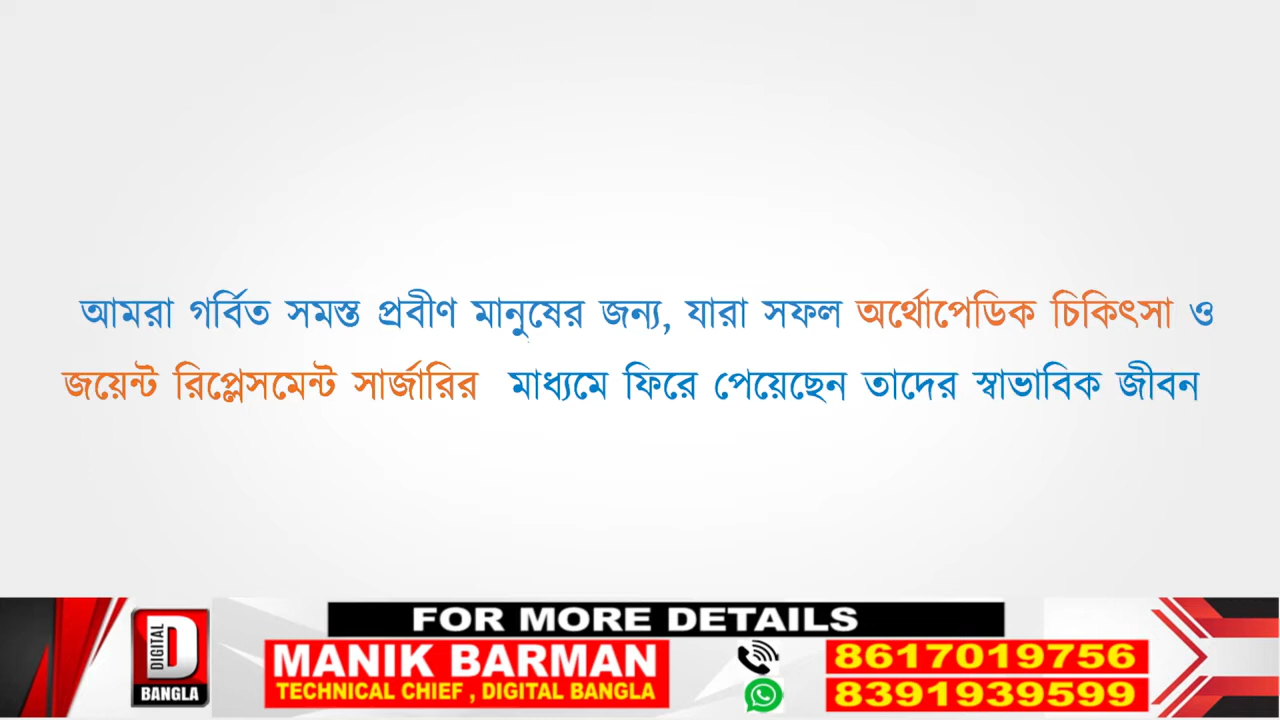 আমরা গর্বিত সমস্ত প্রবীণ মানুষের জন্য, যারা সফল অর্থোপেডিক চিকিৎসা ও
জয়েন্ট রিপ্লেসমেন্ট সার্জারির মাধ্যমে ফিরে পেয়েছেন তাদের স্বাভাবিক জীবন
FOR MORE DETAILS
DIGITAL
D
BANGLA
MANIK BARMAN
TECHNICAL CHIEF , DIGITAL BANGLA
8617019756
8391939599